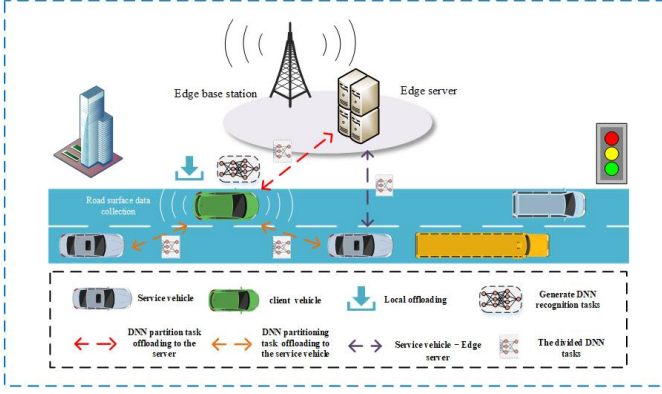 Edge base station
Edge server
Road surface data
collection
Service vehicle
client vehicle
Local offloading
Generate DNN
recognition tasks
DNN partition task
offloading to the
server
DNN partitioning
task offloading to
the service vehicle
Service vehicle – Edge
server
The divided DNN
tasks